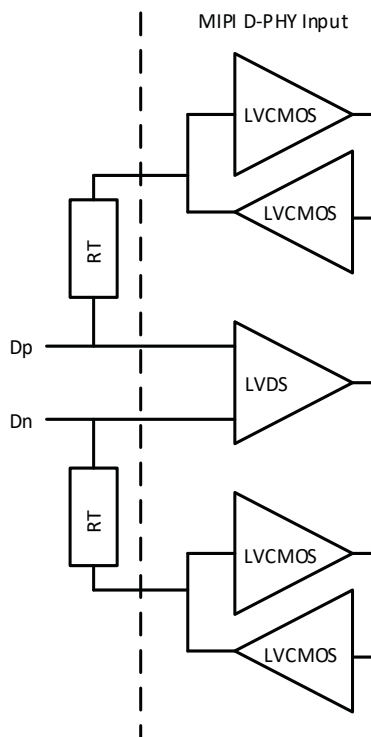 MIPI D-PHY Input
LVCMOS
LVCMOS
RT
Dp
LVDS
Dn
RT
LVCMOS
LVCMOS